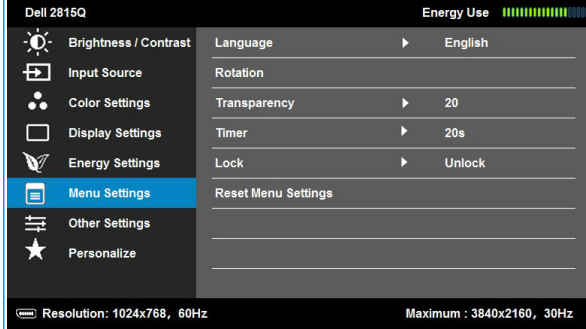 Dell 2815Q Energy Use
Brightness / Contrast Language English
Input Source Rotation
Color Settings Transparency 20
Display Settings Timer 20s
Energy Settings Lock Unlock
Menu Settings Reset Menu Settings
Other Settings
Personalize
Resolution: 1024x768, 60Hz Maximum : 3840x2160, 30Hz